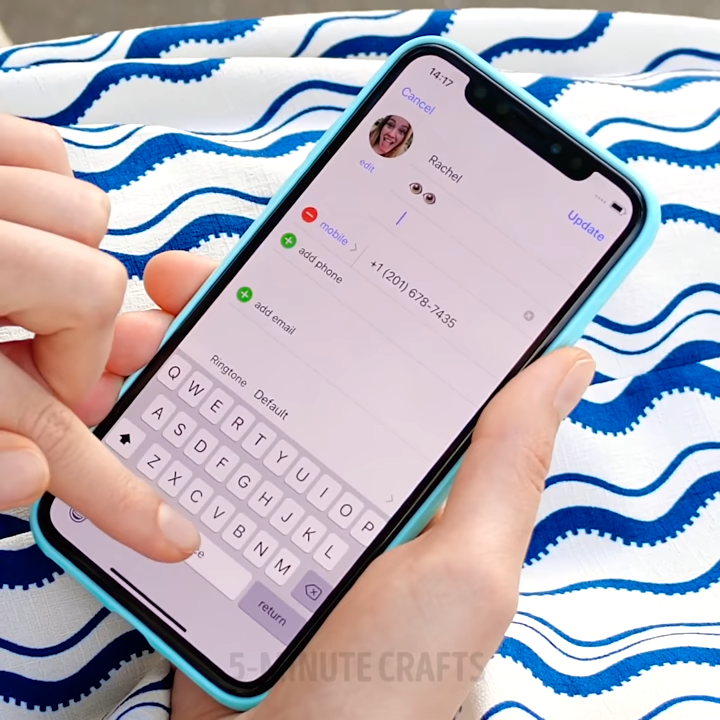 14:17
Cancel
Update
edit
Rachel
👀
mobile
+1 (201) 678-7435
add phone
add email
Ringtone Default
Q W E R T Y U I O P
A S D F G H J K L
Z X C V B N M
return
5-MINUTE CRAFTS